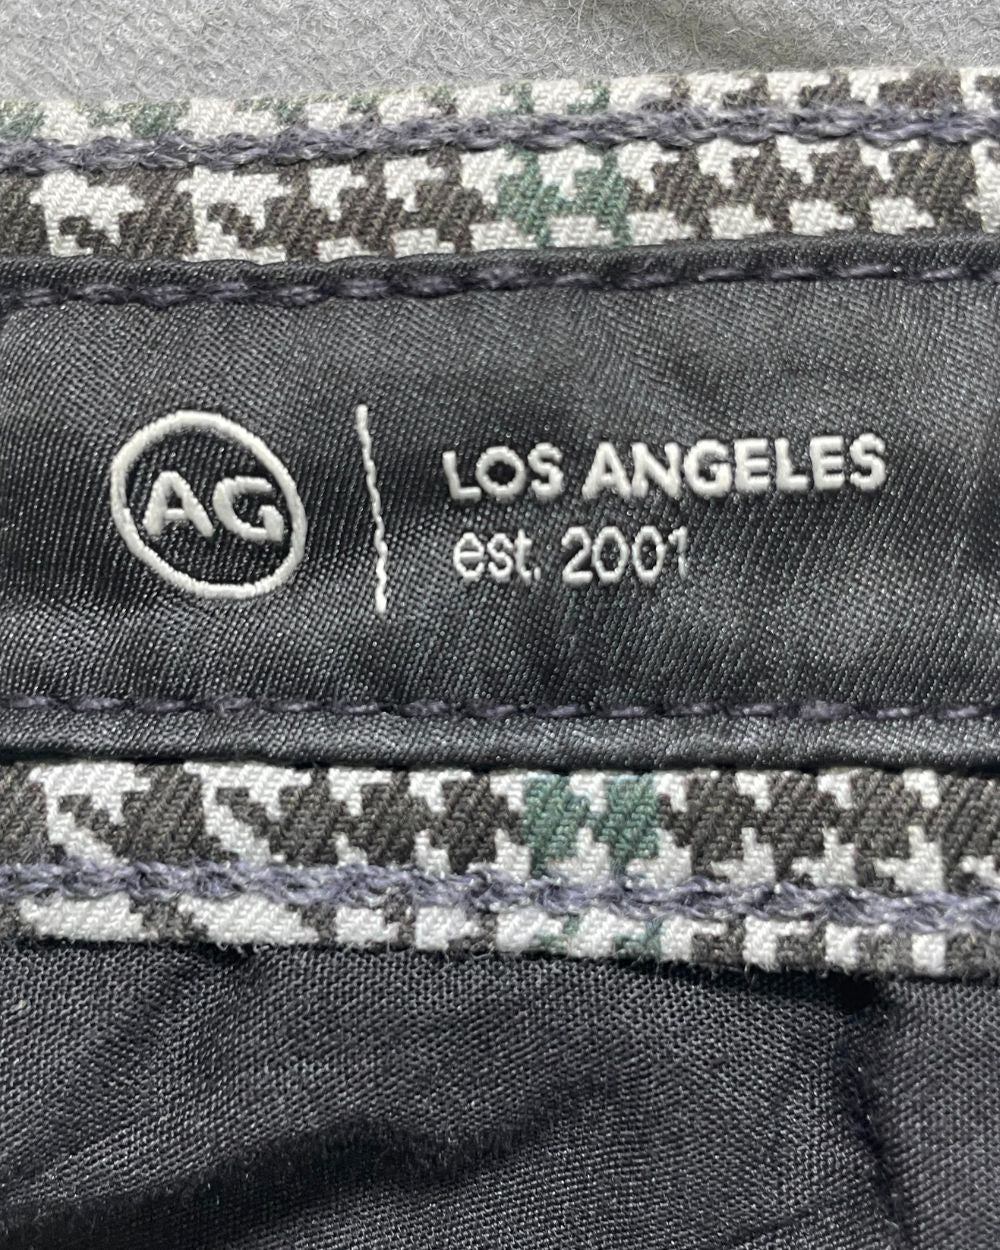 AG
LOS ANGELES
est. 2001